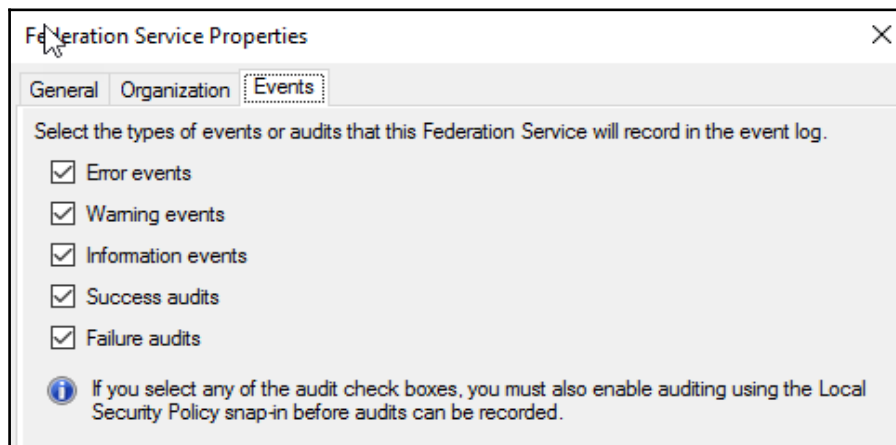 Federation Service Properties
General Organization Events
Select the types of events or audits that this Federation Service will record in the event log.
Error events
Warning events
Information events
Success audits
Failure audits
If you select any of the audit check boxes, you must also enable auditing using the Local
Security Policy snap-in before audits can be recorded.